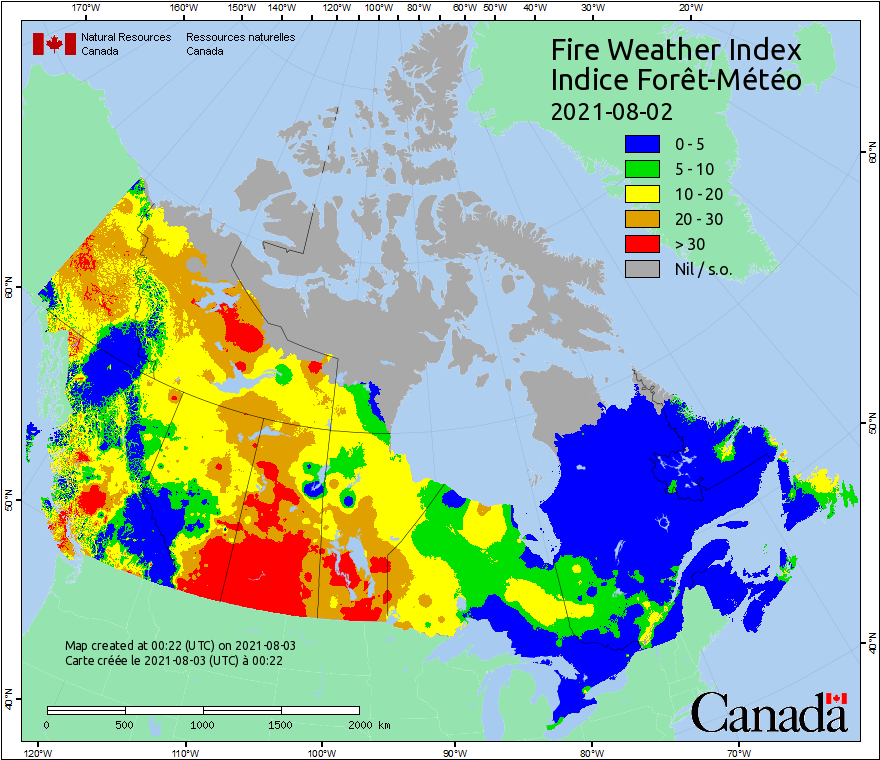 170°W 160°W 150°W 140°W 130°W 120°W 110°W 100°W 90°W 80°W 60°W 50°W 40°W 30°W 20°W
Natural Resources Ressources naturelles
Canada Canada
Fire Weather Index
Indice Forêt-Météo
2021-08-02
0 - 5
5 - 10
10 - 20
20 - 30
> 30
Nil / s.o.
60°N 60°N
50°N 50°N
40°N 40°N
Map created at 00:22 (UTC) on 2021-08-03
Carte créée le 2021-08-03 (UTC) à 00:22
0 500 1000 1500 2000 km
Canada
120°W 110°W 100°W 90°W 80°W 70°W